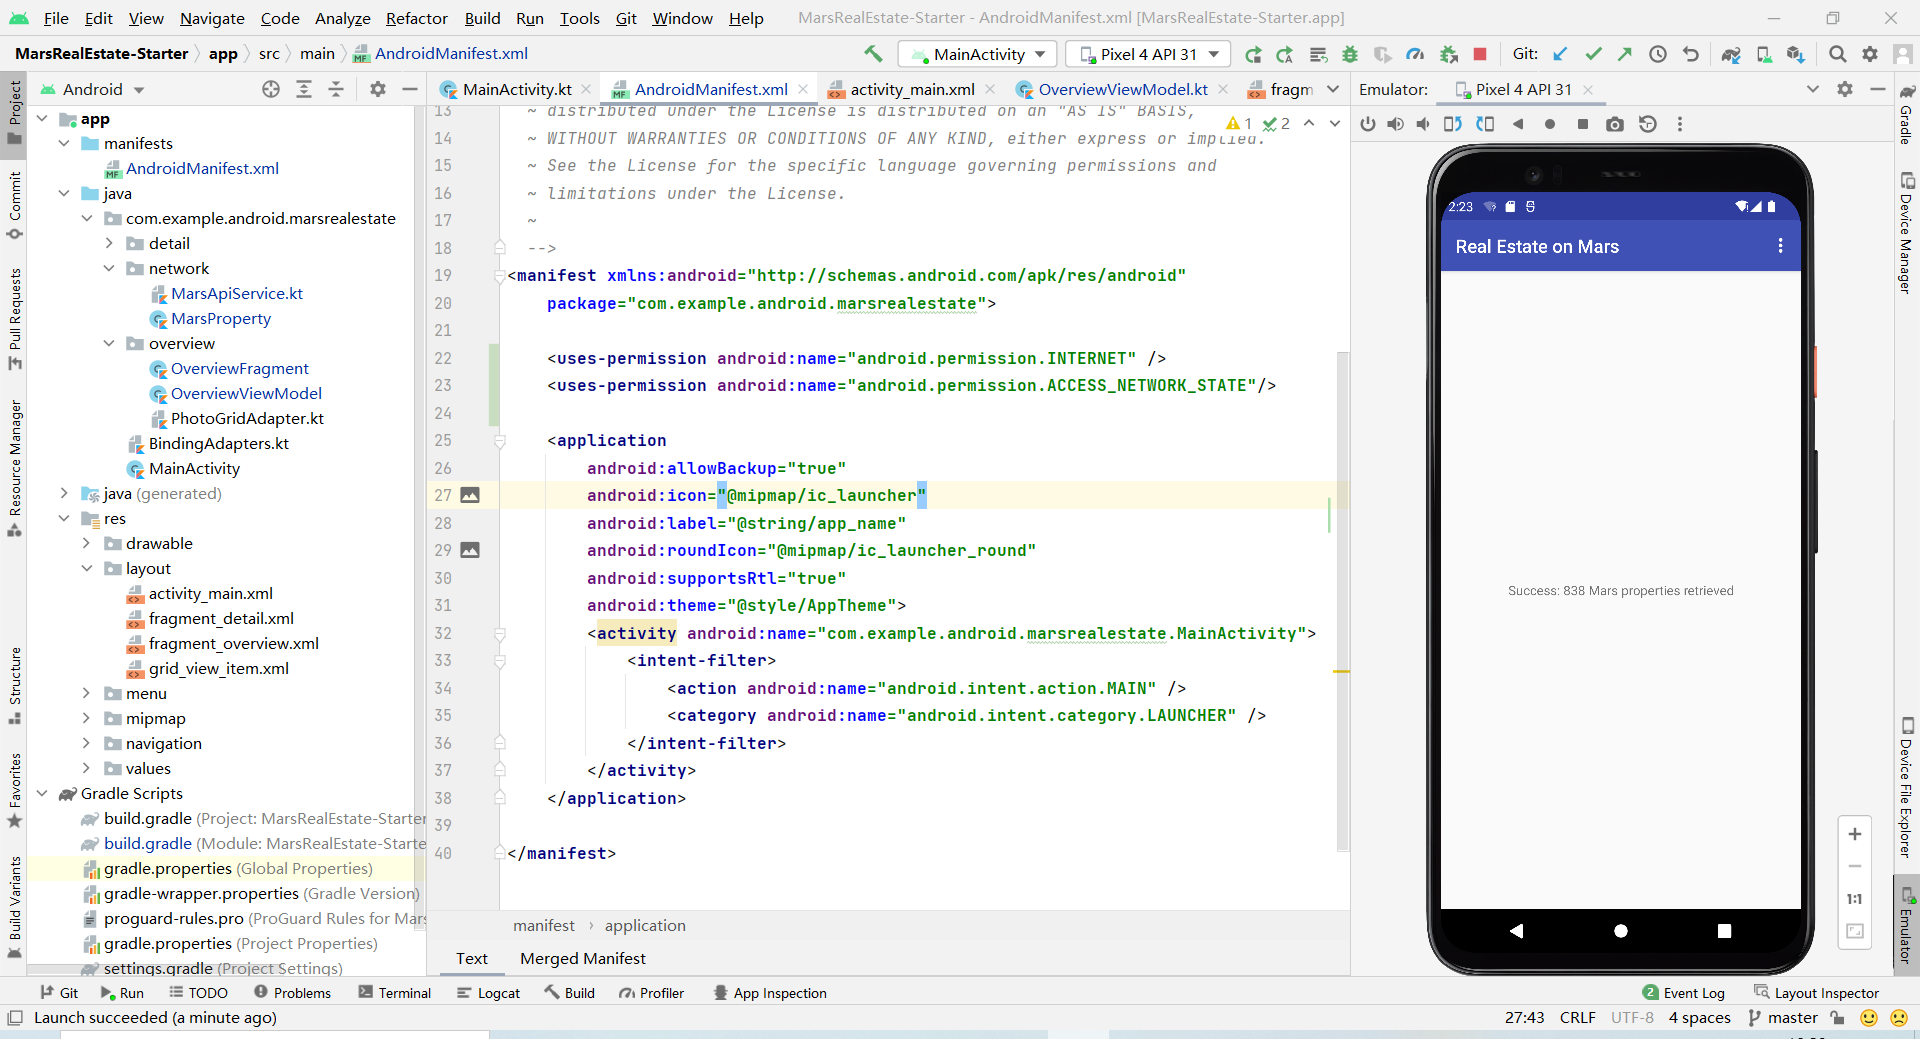 File Edit View Navigate Code Analyze Refactor Build Run Tools Git Window Help MarsRealEstate-Starter - AndroidManifest.xml [MarsRealEstate-Starter.app]
MarsRealEstate-Starter app src main AndroidManifest.xml MainActivity Pixel 4 API 31 Git:
Android MainActivity.kt AndroidManifest.xml activity_main.xml OverviewViewModel.kt fragm Emulator: Pixel 4 API 31
Project
Commit
Pull Requests
Resource Manager
Structure
Favorites
Build Variants
app
manifests
AndroidManifest.xml
java
com.example.android.marsrealestate
detail
network
MarsApiService.kt
MarsProperty
overview
OverviewFragment
OverviewViewModel
PhotoGridAdapter.kt
BindingAdapters.kt
MainActivity
java (generated)
res
drawable
layout
activity_main.xml
fragment_detail.xml
fragment_overview.xml
grid_view_item.xml
menu
mipmap
navigation
values
Gradle Scripts
build.gradle (Project: MarsRealEstate-Starter
build.gradle (Module: MarsRealEstate-Starte
gradle.properties (Global Properties)
gradle-wrapper.properties (Gradle Version)
proguard-rules.pro (ProGuard Rules for Mars
gradle.properties (Project Properties)
settings.gradle (Project Settings)
1 2
13 ~ distributed under the License is distributed on an "AS IS" BASIS,
14 ~ WITHOUT WARRANTIES OR CONDITIONS OF ANY KIND, either express or implied.
15 ~ See the License for the specific language governing permissions and
16 ~ limitations under the License.
17 ~
18 -->
19 <manifest xmlns:android="http://schemas.android.com/apk/res/android"
20 package="com.example.android.marsrealestate">
21
22 <uses-permission android:name="android.permission.INTERNET" />
23 <uses-permission android:name="android.permission.ACCESS_NETWORK_STATE"/>
24
25 <application
26 android:allowBackup="true"
27 android:icon="@mipmap/ic_launcher"
28 android:label="@string/app_name"
29 android:roundIcon="@mipmap/ic_launcher_round"
30 android:supportsRtl="true"
31 android:theme="@style/AppTheme">
32 <activity android:name="com.example.android.marsrealestate.MainActivity">
33 <intent-filter>
34 <action android:name="android.intent.action.MAIN" />
35 <category android:name="android.intent.category.LAUNCHER" />
36 </intent-filter>
37 </activity>
38 </application>
39
40 </manifest>
manifest › application
Text Merged Manifest
2:23
Real Estate on Mars
Success: 838 Mars properties retrieved
1:1
Gradle
Device Manager
Device File Explorer
Emulator
Git Run TODO Problems Terminal Logcat Build Profiler App Inspection 2 Event Log Layout Inspector
Launch succeeded (a minute ago) 27:43 CRLF UTF-8 4 spaces master